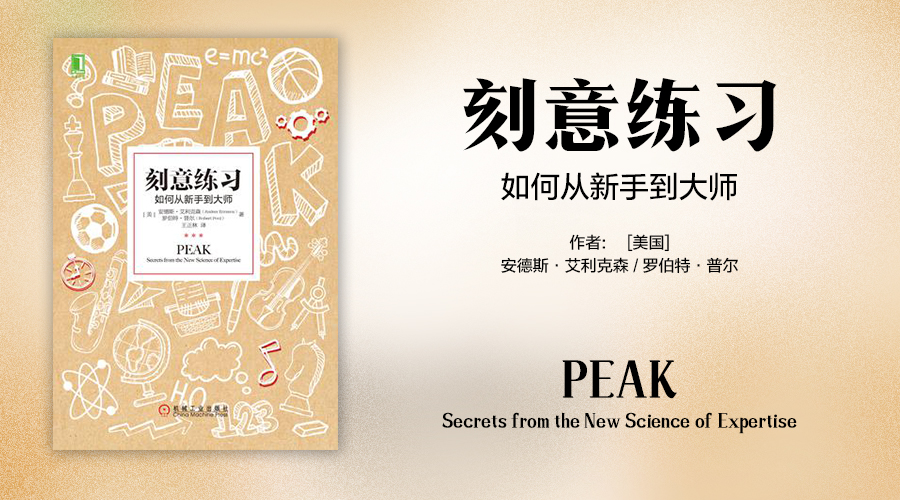 e=mc²
PEAK
刻意练习
如何从新手到大师
[美] 安德斯·艾利克森 (Anders Ericsson) 著
罗伯特·普尔 (Robert Pool)
王正林 译
PEAK
Secrets from the New Science of Expertise
H₂O
123
机械工业出版社
China Machine Press
刻意练习
如何从新手到大师
作者: [美国]
安德斯·艾利克森 / 罗伯特·普尔
PEAK
Secrets from the New Science of Expertise